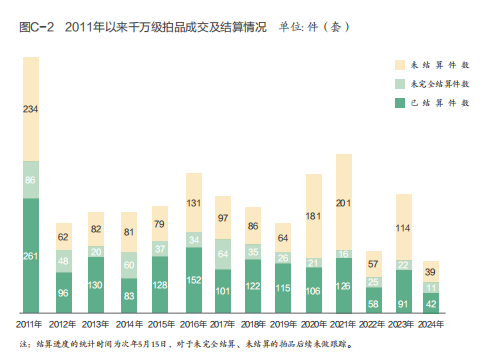 图C-2 2011年以来千万级拍品成交及结算情况 单位:件（套）
未结算件数
未完全结算件数
已结算件数
234 62 82 81 79 131 97 86 64 181 201 57 114 39
86 48 20 60 37 34 64 35 26 21 16 25 22 11
261 96 130 83 128 152 101 122 115 106 126 58 91 42
2011年 2012年 2013年 2014年 2015年 2016年 2017年 2018年 2019年 2020年 2021年 2022年 2023年 2024年
注：结算进度的统计时间为次年5月15日，对于未完全结算、未结算的拍品后续未做跟踪。